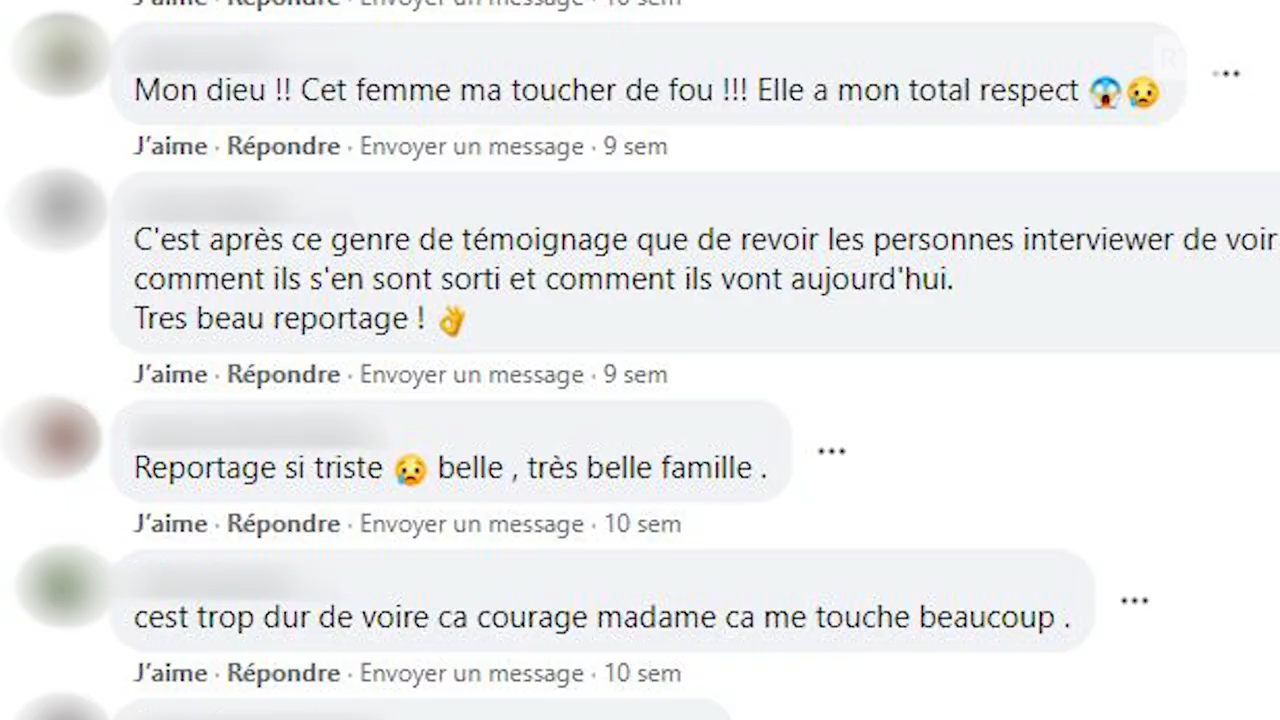 J'aime · Répondre · Envoyer un message · 10 sem
Mon dieu !! Cet femme ma toucher de fou !!! Elle a mon total respect 😱😥
J'aime · Répondre · Envoyer un message · 9 sem
C'est après ce genre de témoignage que de revoir les personnes interviewer de voir
comment ils s'en sont sorti et comment ils vont aujourd'hui.
Tres beau reportage ! 👌
J'aime · Répondre · Envoyer un message · 9 sem
Reportage si triste 😥 belle , très belle famille .
J'aime · Répondre · Envoyer un message · 10 sem
cest trop dur de voire ca courage madame ca me touche beaucoup .
J'aime · Répondre · Envoyer un message · 10 sem